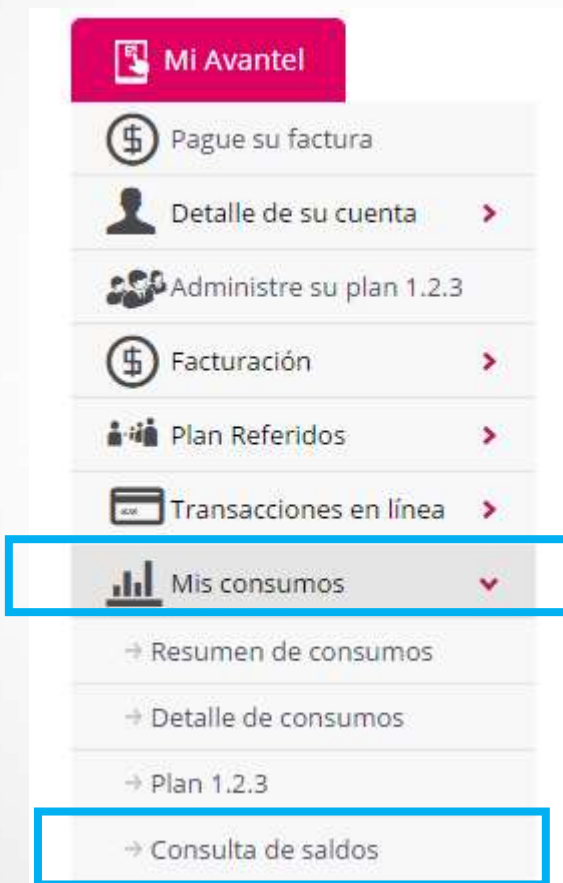 Mi Avantel
Pague su factura
Detalle de su cuenta
Administre su plan 1.2.3
Facturación
Plan Referidos
Transacciones en línea
Mis consumos
Resumen de consumos
Detalle de consumos
Plan 1.2.3
Consulta de saldos